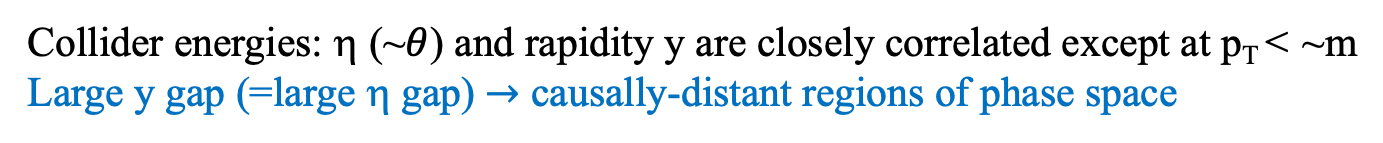 Collider energies: η (~θ) and rapidity y are closely correlated except at pT < ~m
Large y gap (=large η gap) → causally-distant regions of phase space